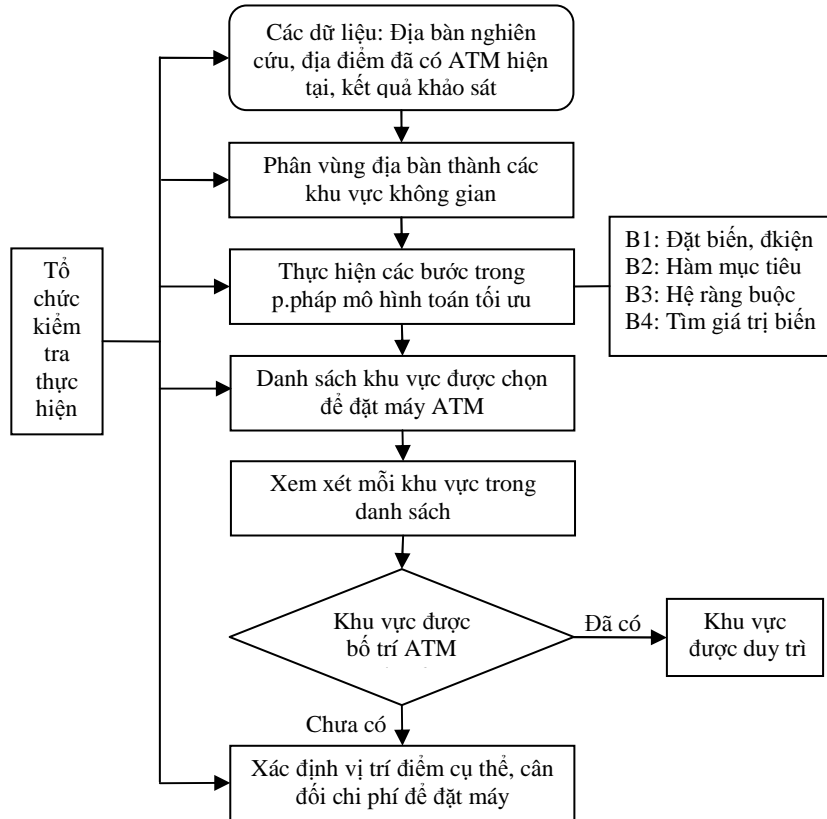 Các dữ liệu: Địa bàn nghiên
cứu, địa điểm đã có ATM hiện
tại, kết quả khảo sát
Phân vùng địa bàn thành các
khu vực không gian
Tổ
chức
kiểm
tra
thực
hiện
Thực hiện các bước trong
p.pháp mô hình toán tối ưu
B1: Đặt biến, đkiện
B2: Hàm mục tiêu
B3: Hệ ràng buộc
B4: Tìm giá trị biến
Danh sách khu vực được chọn
để đặt máy ATM
Xem xét mỗi khu vực trong
danh sách
Khu vực được
bố trí ATM
Đã có
Khu vực
được duy trì
Chưa có
Xác định vị trí điểm cụ thể, cân
đối chi phí để đặt máy